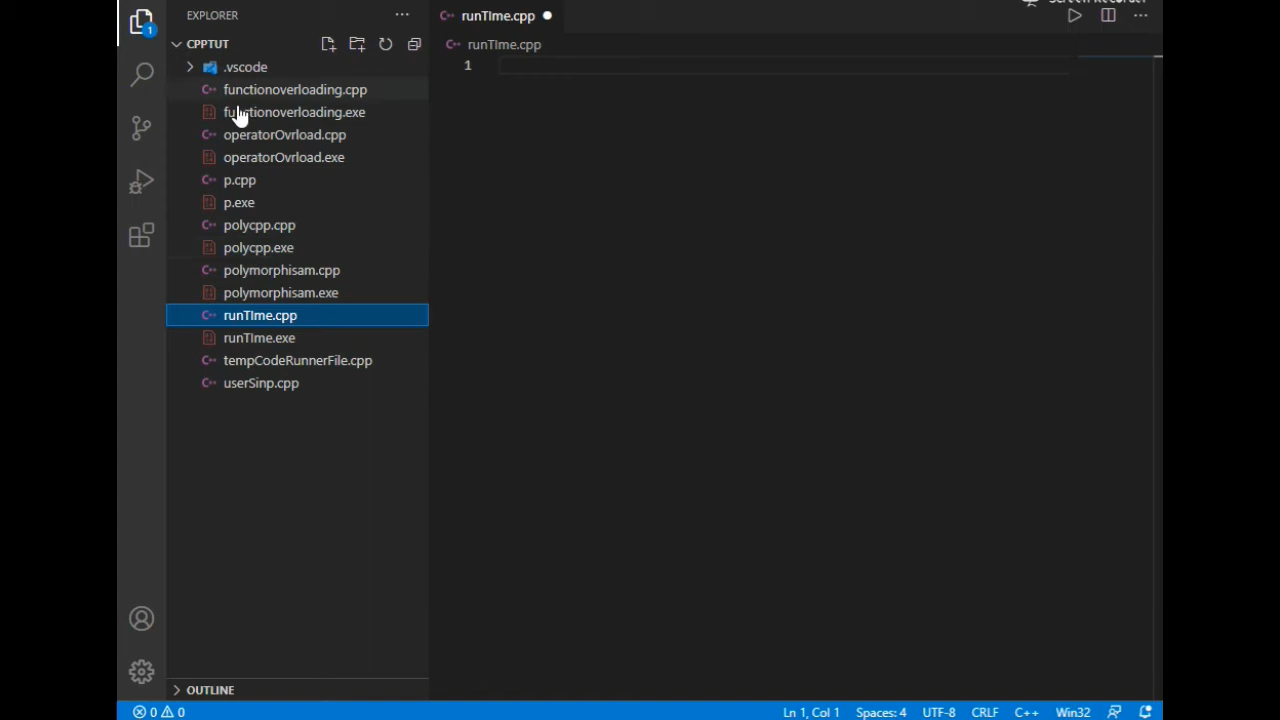 EXPLORER
runTIme.cpp
CPPTUT
runTIme.cpp
.vscode
1
functionoverloading.cpp
functionoverloading.exe
operatorOvrload.cpp
operatorOvrload.exe
p.cpp
p.exe
polycpp.cpp
polycpp.exe
polymorphisam.cpp
polymorphisam.exe
runTIme.cpp
runTIme.exe
tempCodeRunnerFile.cpp
userSinp.cpp
OUTLINE
0 0
Ln 1, Col 1
Spaces: 4
UTF-8
CRLF
C++
Win32
1